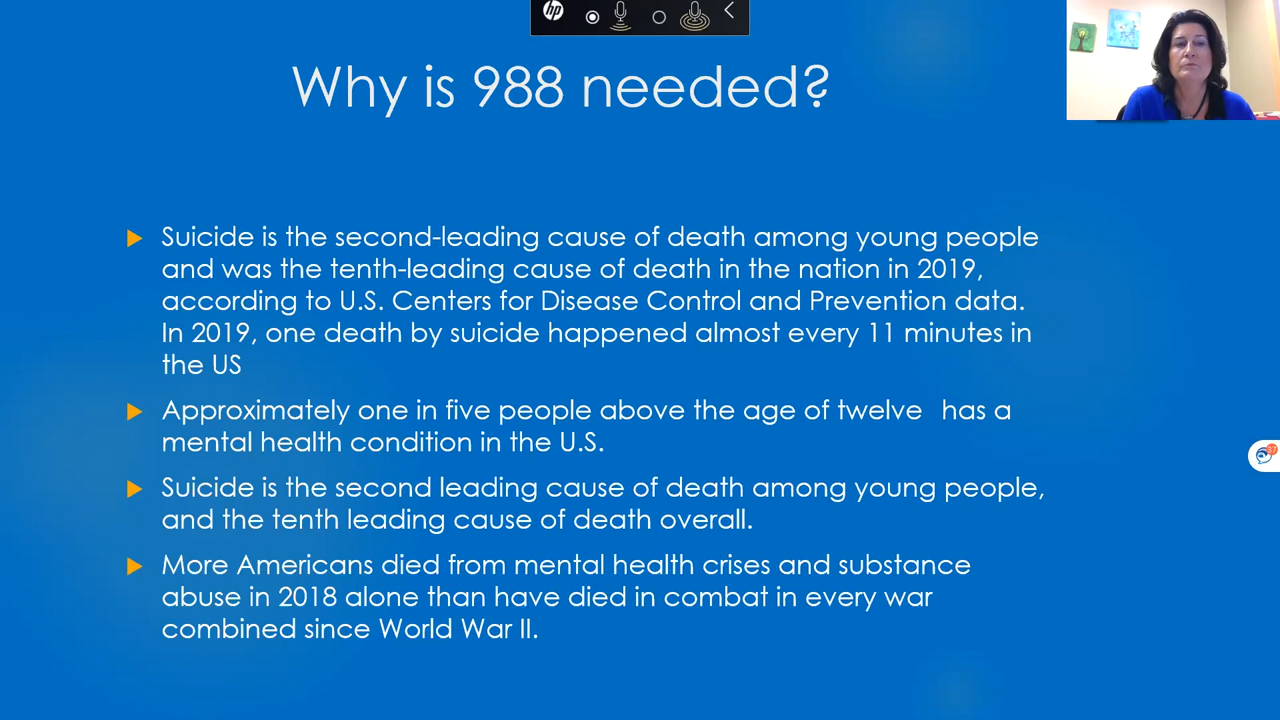 hp
Why is 988 needed?
Suicide is the second-leading cause of death among young people
and was the tenth-leading cause of death in the nation in 2019,
according to U.S. Centers for Disease Control and Prevention data.
In 2019, one death by suicide happened almost every 11 minutes in
the US
Approximately one in five people above the age of twelve has a
mental health condition in the U.S.
Suicide is the second leading cause of death among young people,
and the tenth leading cause of death overall.
More Americans died from mental health crises and substance
abuse in 2018 alone than have died in combat in every war
combined since World War II.